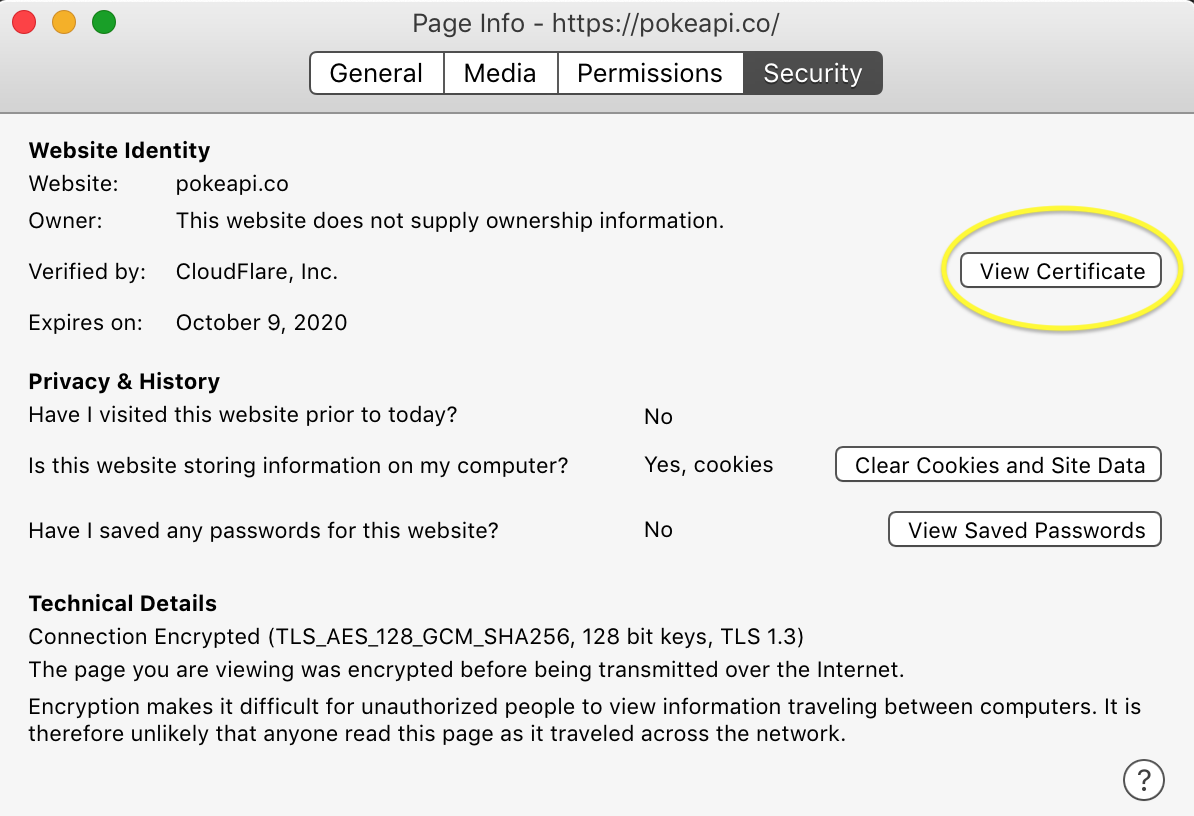 Page Info - https://pokeapi.co/
General Media Permissions Security
Website Identity
Website: pokeapi.co
Owner: This website does not supply ownership information.
Verified by: CloudFlare, Inc. View Certificate
Expires on: October 9, 2020
Privacy & History
Have I visited this website prior to today? No
Is this website storing information on my computer? Yes, cookies Clear Cookies and Site Data
Have I saved any passwords for this website? No View Saved Passwords
Technical Details
Connection Encrypted (TLS_AES_128_GCM_SHA256, 128 bit keys, TLS 1.3)
The page you are viewing was encrypted before being transmitted over the Internet.
Encryption makes it difficult for unauthorized people to view information traveling between computers. It is
therefore unlikely that anyone read this page as it traveled across the network.
?